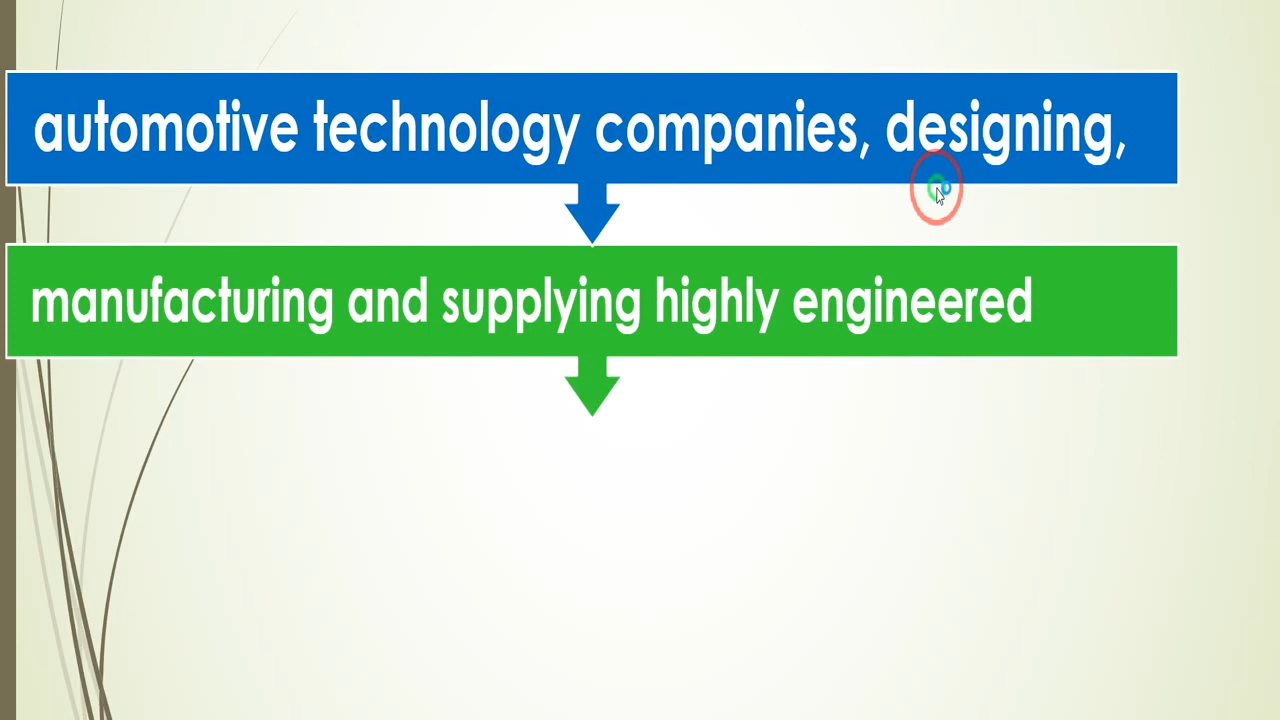 automotive technology companies, designing,
manufacturing and supplying highly engineered